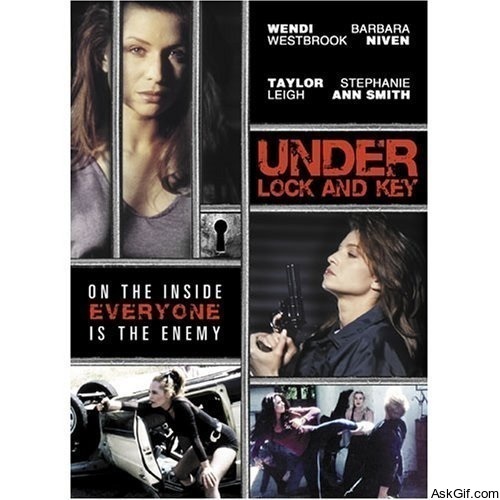 WENDI BARBARA
WESTBROOK NIVEN
TAYLOR STEPHANIE
LEIGH ANN SMITH
UNDER
LOCK AND KEY
ON THE INSIDE
EVERYONE
IS THE ENEMY
AskGif.com